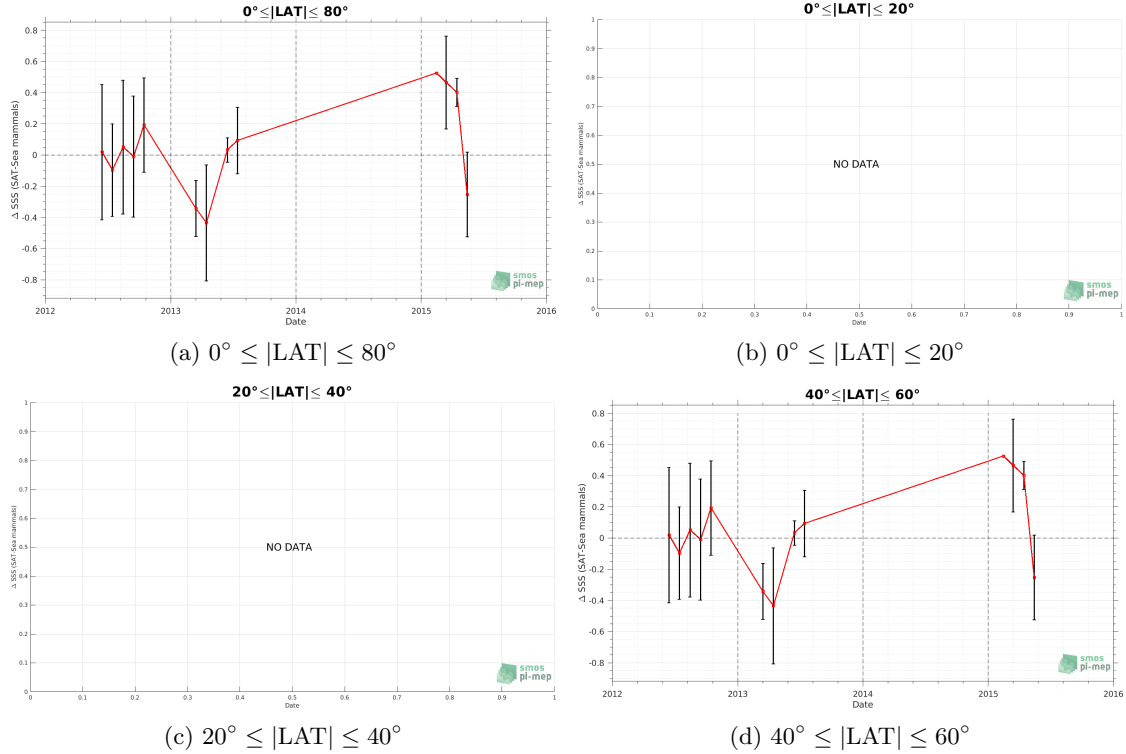 0°≤|LAT|≤ 80°
0.8
0.6
0.4
0.2
0
-0.2
-0.4
-0.6
-0.8
Δ SSS (SAT-Sea mammals)
2012
2013
2014
2015
2016
Date
smos
pi-mep
(a) 0° ≤ |LAT| ≤ 80°
0°≤|LAT|≤ 20°
1
0.9
0.8
0.7
0.6
0.5
0.4
0.3
0.2
0.1
0
Δ SSS (SAT-Sea mammals)
NO DATA
0
0.1
0.2
0.3
0.4
0.5
0.6
0.7
0.8
0.9
1
Date
smos
pi-mep
(b) 0° ≤ |LAT| ≤ 20°
20°≤|LAT|≤ 40°
1
0.9
0.8
0.7
0.6
0.5
0.4
0.3
0.2
0.1
0
Δ SSS (SAT-Sea mammals)
NO DATA
0
0.1
0.2
0.3
0.4
0.5
0.6
0.7
0.8
0.9
1
Date
smos
pi-mep
(c) 20° ≤ |LAT| ≤ 40°
40°≤|LAT|≤ 60°
0.8
0.6
0.4
0.2
0
-0.2
-0.4
-0.6
-0.8
Δ SSS (SAT-Sea mammals)
2012
2013
2014
2015
2016
Date
smos
pi-mep
(d) 40° ≤ |LAT| ≤ 60°